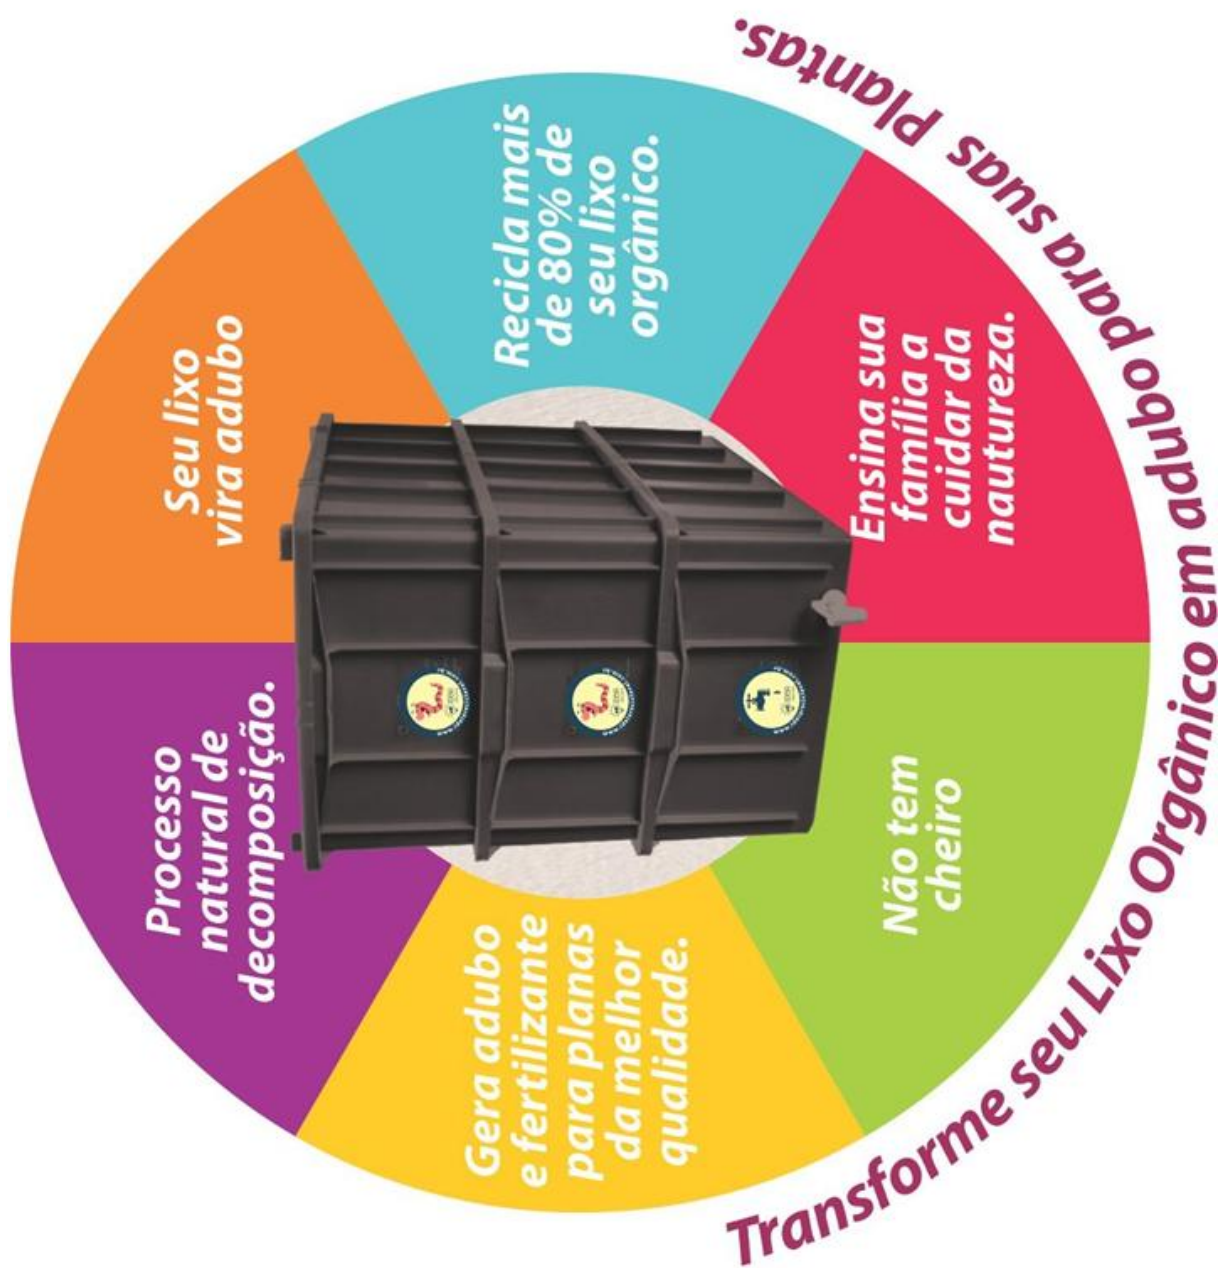 Processo
natural de
decomposição.
Seu lixo
vira adubo
Gera adubo
e fertilizante
para planas
da melhor
qualidade.
Recicla mais
de 80% de
seu lixo
orgânico.
Não tem
cheiro
Ensina sua
família a
cuidar da
nautureza.
Transforme seu Lixo Orgânico em adubo para suas plantas.